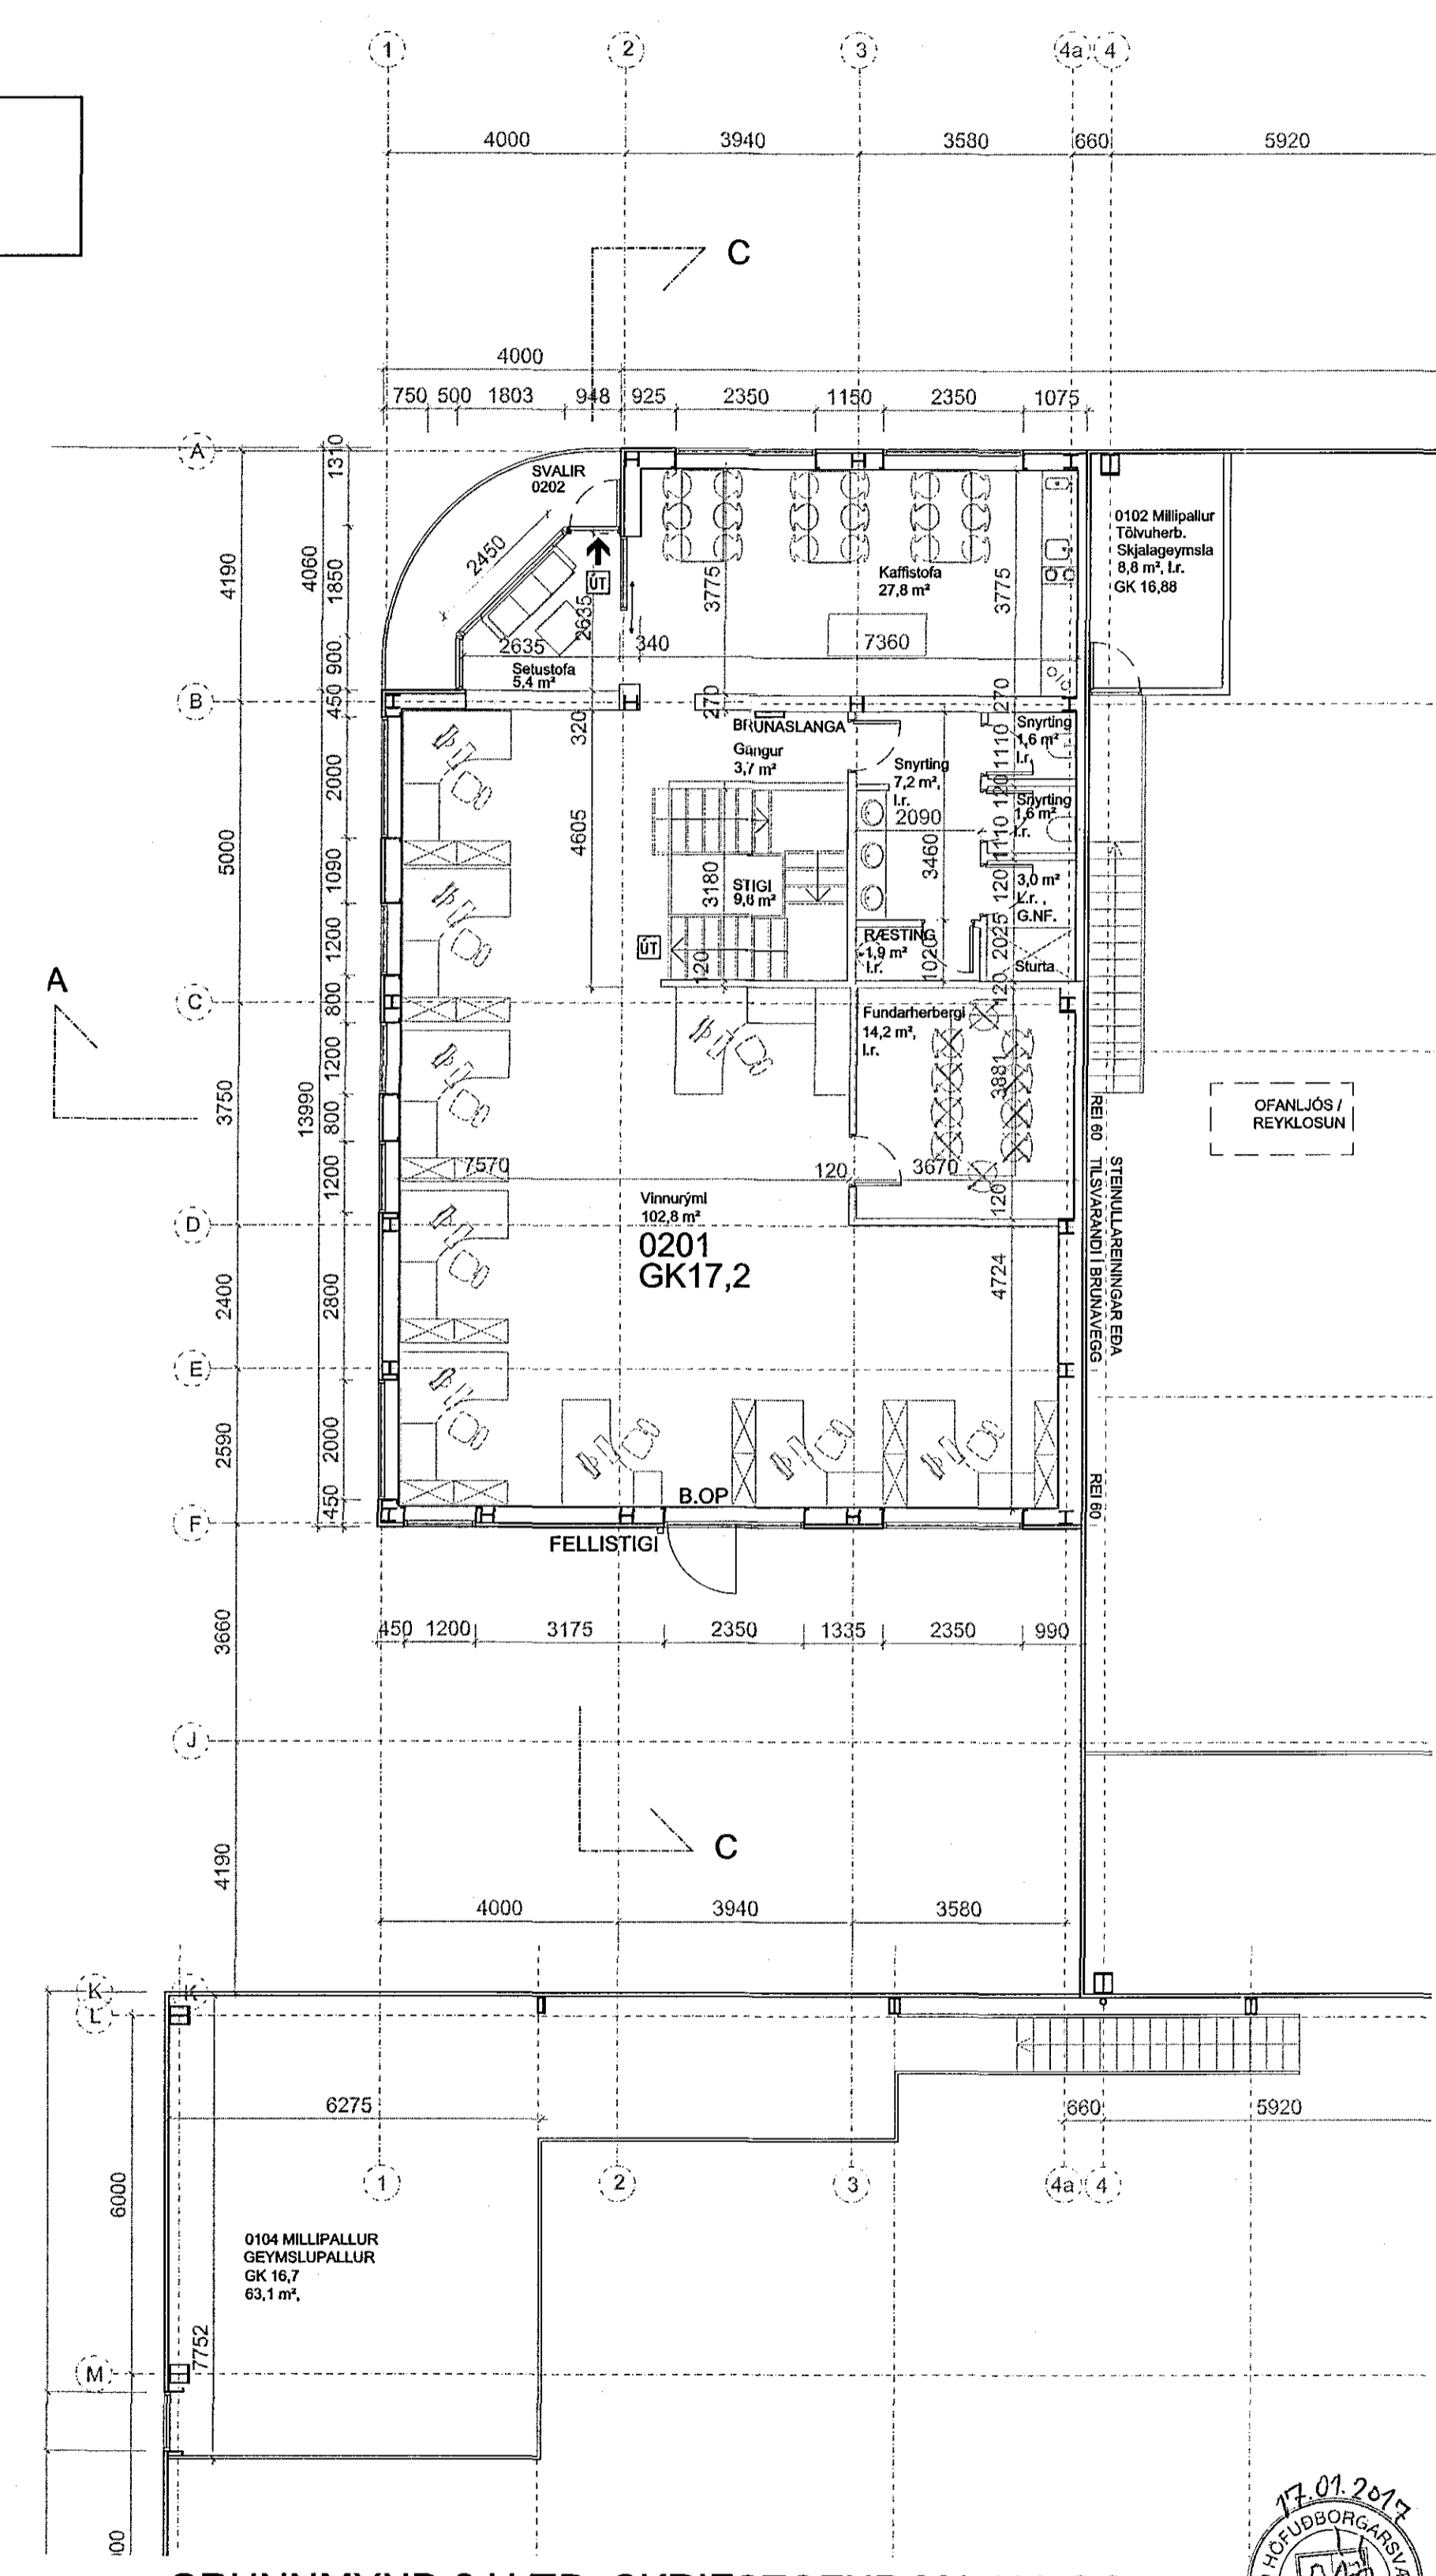 1 2 3 4a 4
4000 3940 3580 660 5920
C
4000
750 500 1803 948 925 2350 1150 2350 1075
A
1310
SVALIR
0202
0102 Millipallur
Tölvuherb.
Skjalageymsla
8,8 m², l.r.
GK 16,88
4190
4060
1850
2450
ÚT
2635
3775
Kaffistofa
27,8 m²
3775
900
2635
340
7360
Setustofa
5,4 m²
B
450
320
270
270
BRUNASLANGA
Gangur
3,7 m²
Snyrting
1,6 m²
l.r.
1110
Snyrting
7,2 m²,
l.r.
2000
120
Snyrting
1,6 m²
l.r.
2090
5000
4605
1110
1090
3180
STIGI
9,8 m²
3460
120
3,0 m²
L.r. ,
G.NF.
1200
ÚT
RÆSTING
1,9 m²
l.r.
1020
2025
Sturta
120
120
A
C
800
Fundarherbergi
14,2 m²,
l.r.
1200
3881
3750
13990
800
REI 60
OFANLJÓS /
REYKLOSUN
1200
7570
120
3670
TILSVARANDI Í BRUNAVEGG
STEINULLAREININGAR EÐA
Vinnurými
102,8 m²
120
D
0201
GK17,2
2400
2800
4724
E
2590
2000
REI 60
450
B.OP
F
FELLISTIGI
3660
450 1200 3175 2350 1335 2350 990
J
C
4190
4000 3940 3580
K K
L
6275
660 5920
6000
1 2 3 4a 4
0104 MILLIPALLUR
GEYMSLUPALLUR
GK 16,7
63,1 m²,
7752
M
17.01.2017